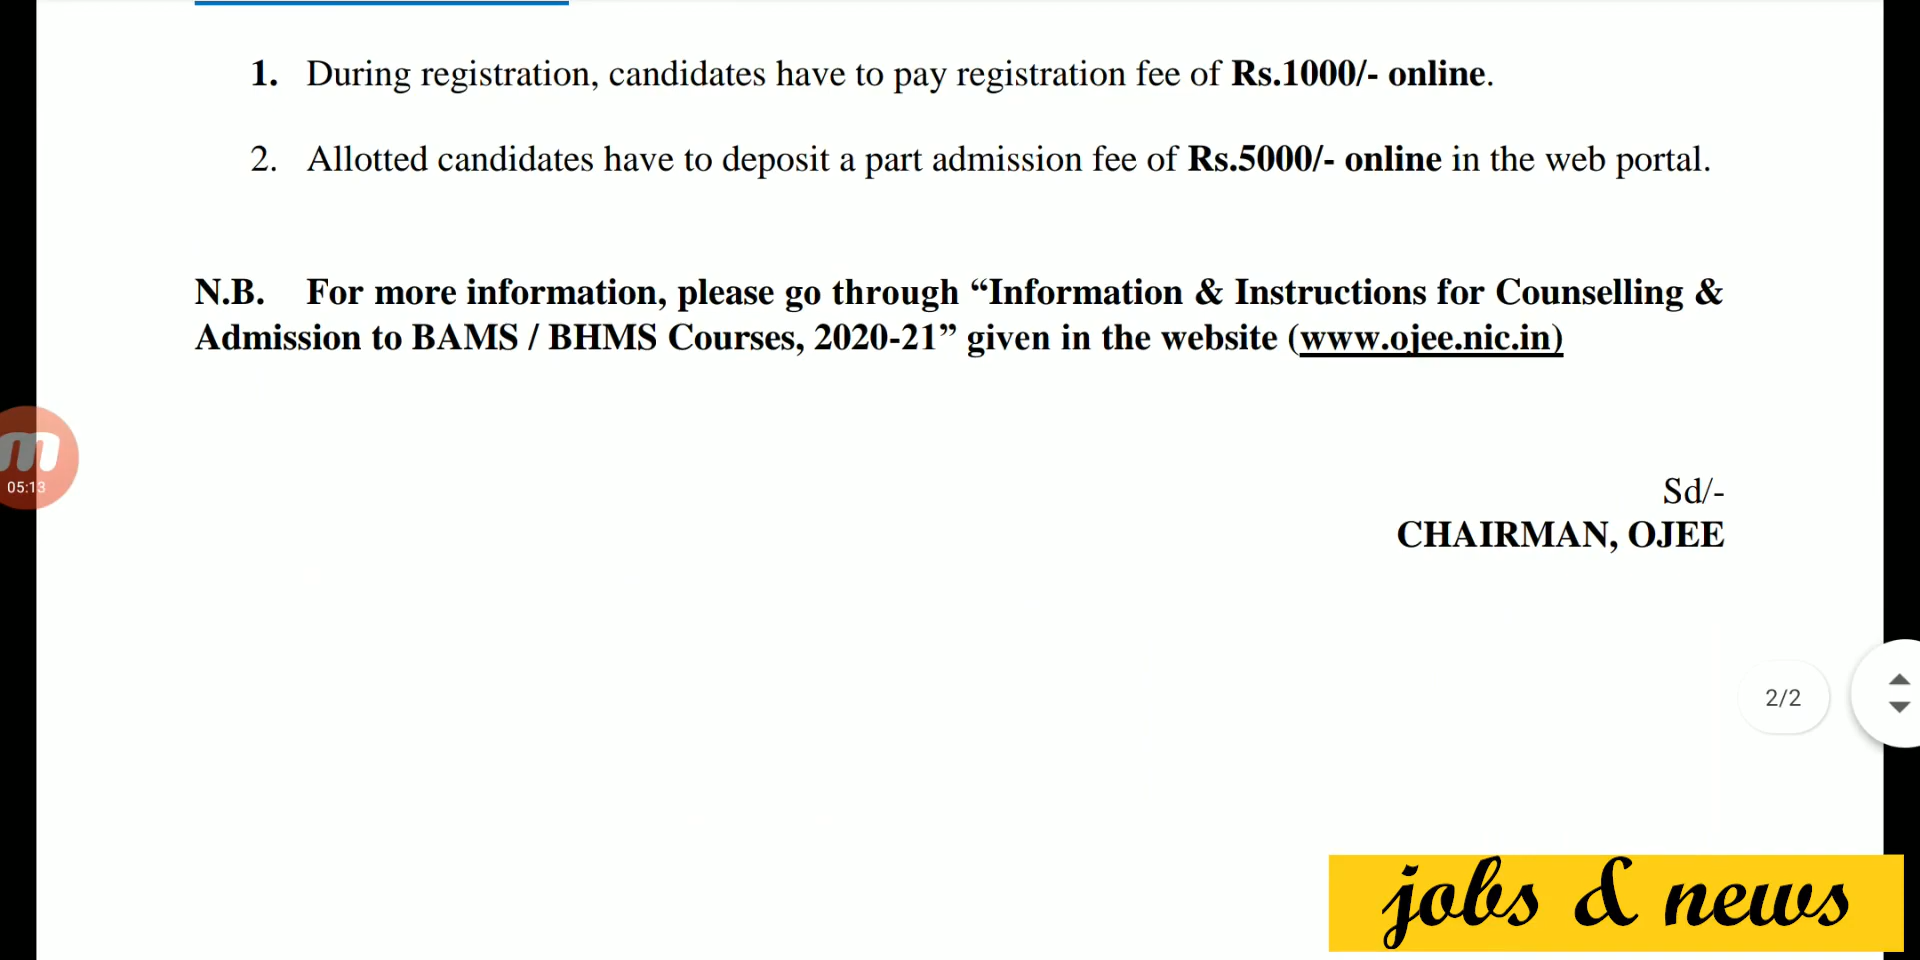 1. During registration, candidates have to pay registration fee of Rs.1000/- online.
2. Allotted candidates have to deposit a part admission fee of Rs.5000/- online in the web portal.
N.B. For more information, please go through “Information & Instructions for Counselling &
Admission to BAMS / BHMS Courses, 2020-21” given in the website (www.ojee.nic.in)
m
05:13
Sd/-
CHAIRMAN, OJEE
2/2
jobs & news